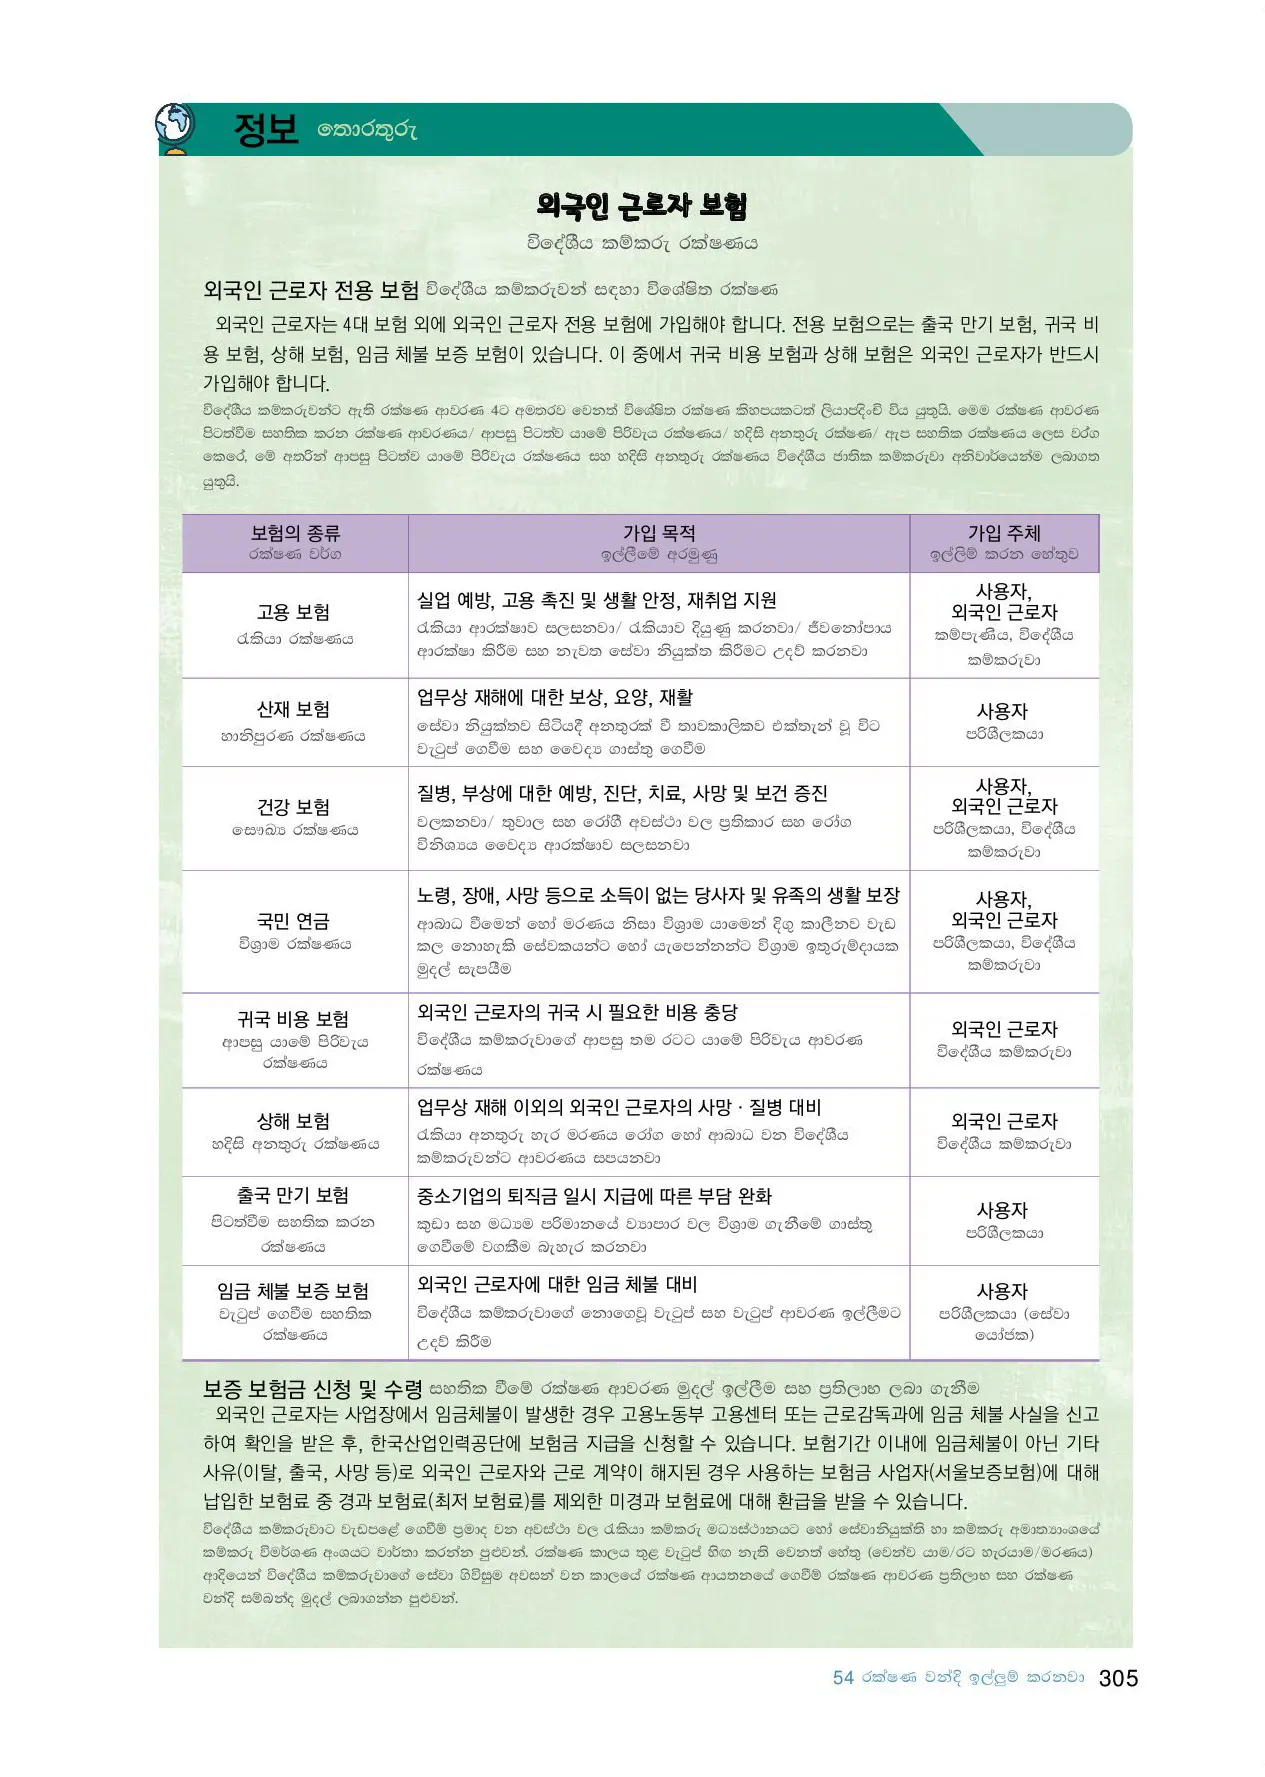 정보 තොරතුරු
외국인 근로자 보험
විදේශීය කම්කරු රක්ෂණය
외국인 근로자 전용 보험 විදේශීය කම්කරුවන් සඳහා විශේෂිත රක්ෂණ
외국인 근로자는 4대 보험 외에 외국인 근로자 전용 보험에 가입해야 합니다. 전용 보험으로는 출국 만기 보험, 귀국 비
용 보험, 상해 보험, 임금 체불 보증 보험이 있습니다. 이 중에서 귀국 비용 보험과 상해 보험은 외국인 근로자가 반드시
가입해야 합니다.
විදේශීය කම්කරුවන්ට ඇති රක්ෂණ ආවරණ 4ට අමතරව වෙනත් විශේෂිත රක්ෂණ කිහපයකටත් ලියාපදිංචි විය යුතුයි. මෙම රක්ෂණ ආවරණ
පිටත්වීම සහතික කරන රක්ෂණ ආවරණය/ ආපසු පිටත්ව යාමේ පිරිවැය රක්ෂණය/ හදිසි අනතුරු රක්ෂණ/ ඇප සහතික රක්ෂණය ලෙස වර්ග
කෙරේ, මේ අතරින් ආපසු පිටත්ව යාමේ පිරිවැය රක්ෂණය සහ හදිසි අනතුරු රක්ෂණය විදේශීය ජාතික කම්කරුවා අනිවාර්යෙන්ම ලබාගත
යුතුයි.
보험의 종류 가입 목적 가입 주체
රක්ෂණ වර්ග ඉල්ලීමේ අරමුණු ඉල්ලිම් කරන හේතුව
고용 보험
රැකියා රක්ෂණය
실업 예방, 고용 촉진 및 생활 안정, 재취업 지원
රැකියා ආරක්ෂාව සලසනවා/ රැකියාව දියුණු කරනවා/ ජීවනෝපාය
ආරක්ෂා කිරීම සහ නැවත සේවා නියුක්ත කිරීමට උදව් කරනවා
사용자,
외국인 근로자
කම්පැණිය, විදේශීය
කම්කරුවා
산재 보험
හානිපුරණ රක්ෂණය
업무상 재해에 대한 보상, 요양, 재활
සේවා නියුක්තව සිටියදී අනතුරක් වී තාවකාලිකව එක්තැන් වූ විට
වැටුප් ගෙවීම සහ වෛද්‍ය ගාස්තු ගෙවීම
사용자
පරිශීලකයා
건강 보험
සෞඛ්‍ය රක්ෂණය
질병, 부상에 대한 예방, 진단, 치료, 사망 및 보건 증진
වලකනවා/ තුවාල සහ රෝගී අවස්ථා වල ප්‍රතිකාර සහ රෝග
විනිශ්‍යය වෛද්‍ය ආරක්ෂාව සලසනවා
사용자,
외국인 근로자
පරිශීලකයා, විදේශීය
කම්කරුවා
국민 연금
විශ්‍රාම රක්ෂණය
노령, 장애, 사망 등으로 소득이 없는 당사자 및 유족의 생활 보장
ආබාධ වීමෙන් හෝ මරණය නිසා විශ්‍රාම යාමෙන් දිගු කාලීනව වැඩ
කල නොහැකි සේවකයන්ට හෝ යැපෙන්නන්ට විශ්‍රාම ඉතුරුම්දායක
මුදල් සැපයීම
사용자,
외국인 근로자
පරිශීලකයා, විදේශීය
කම්කරුවා
귀국 비용 보험
ආපසු යාමේ පිරිවැය
රක්ෂණය
외국인 근로자의 귀국 시 필요한 비용 충당
විදේශීය කම්කරුවාගේ ආපසු තම රටට යාමේ පිරිවැය ආවරණ
රක්ෂණය
외국인 근로자
විදේශීය කම්කරුවා
상해 보험
හදිසි අනතුරු රක්ෂණය
업무상 재해 이외의 외국인 근로자의 사망 · 질병 대비
රැකියා අනතුරු හැර මරණය රෝග හෝ ආබාධ වන විදේශීය
කම්කරුවන්ට ආවරණය සපයනවා
외국인 근로자
විදේශීය කම්කරුවා
출국 만기 보험
පිටත්වීම සහතික කරන
රක්ෂණය
중소기업의 퇴직금 일시 지급에 따른 부담 완화
කුඩා සහ මධ්‍යම පරිමානයේ ව්‍යාපාර වල විශ්‍රාම ගැනීමේ ගාස්තු
ගෙවීමේ වගකීම බැහැර කරනවා
사용자
පරිශීලකයා
임금 체불 보증 보험
වැටුප් ගෙවීම සහතික
රක්ෂණය
외국인 근로자에 대한 임금 체불 대비
විදේශීය කම්කරුවාගේ නොගෙවූ වැටුප් සහ වැටුප් ආවරණ ඉල්ලීමට
උදව් කිරීම
사용자
පරිශීලකයා (සේවා
යෝජක)
보증 보험금 신청 및 수령 සහතික වීමේ රක්ෂණ ආවරණ මුදල් ඉල්ලීම සහ ප්‍රතිලාභ ලබා ගැනීම
외국인 근로자는 사업장에서 임금체불이 발생한 경우 고용노동부 고용센터 또는 근로감독과에 임금 체불 사실을 신고
하여 확인을 받은 후, 한국산업인력공단에 보험금 지급을 신청할 수 있습니다. 보험기간 이내에 임금체불이 아닌 기타
사유(이탈, 출국, 사망 등)로 외국인 근로자와 근로 계약이 해지된 경우 사용하는 보험금 사업자(서울보증보험)에 대해
납입한 보험료 중 경과 보험료(최저 보험료)를 제외한 미경과 보험료에 대해 환급을 받을 수 있습니다.
විදේශීය කම්කරුවාට වැඩපළේ ගෙවීම් ප්‍රමාද වන අවස්ථා වල රැකියා කම්කරු මධ්‍යස්ථානයට හෝ සේවානියුක්ති හා කම්කරු අමාත්‍යාංශයේ
කම්කරු විමර්ශණ අංශයට වාර්තා කරන්න පුළුවන්. රක්ෂණ කාලය තුළ වැටුප් හිඟ නැති වෙනත් හේතු (වෙන්ව යාම/රට හැරයාම/මරණය)
ආදියෙන් විදේශීය කම්කරුවාගේ සේවා ගිවිසුම අවසන් වන කාලයේ රක්ෂණ ආයතනයේ ගෙවීම් රක්ෂණ ආවරණ ප්‍රතිලාභ සහ රක්ෂණ
වන්දි සම්බන්ද මුදල් ලබාගන්න පුළුවන්.
54 රක්ෂණ වන්දි ඉල්ලුම් කරනවා 305